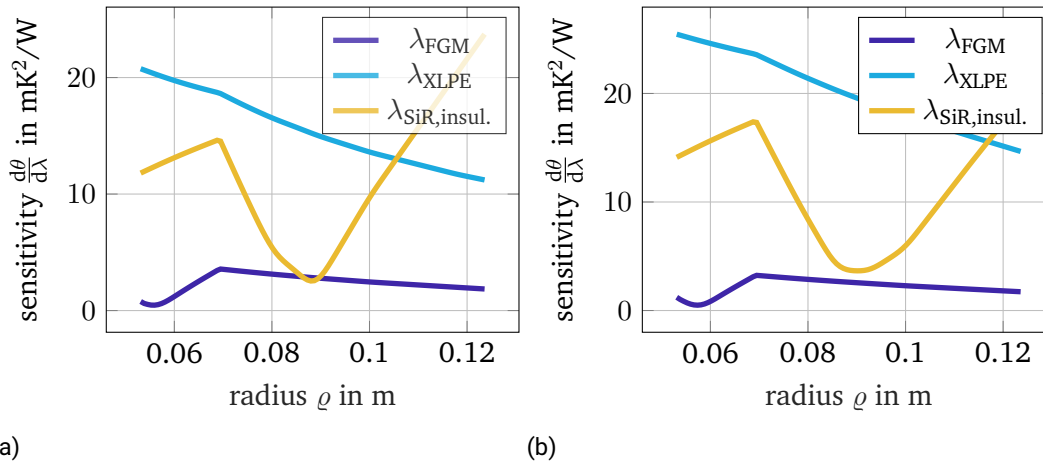 sensitivity dθ/dλ in mK²/W
20
10
0
0.06
0.08
0.1
0.12
radius ϱ in m
λFGM
λXLPE
λSiR,insul.
a)
sensitivity dθ/dλ in mK²/W
20
10
0
0.06
0.08
0.1
0.12
radius ϱ in m
λFGM
λXLPE
λSiR,insul.
(b)